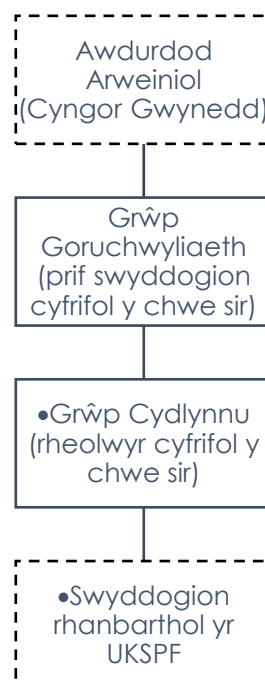 Awdurdod
Arweiniol
(Cyngor Gwynedd)
Grŵp
Goruchwyliaeth
(prif swyddogion
cyfrifol y chwe sir)
•Grŵp Cydlynnu
(rheolwyr cyfrifol y
chwe sir)
•Swyddogion
rhanbarthol yr
UKSPF